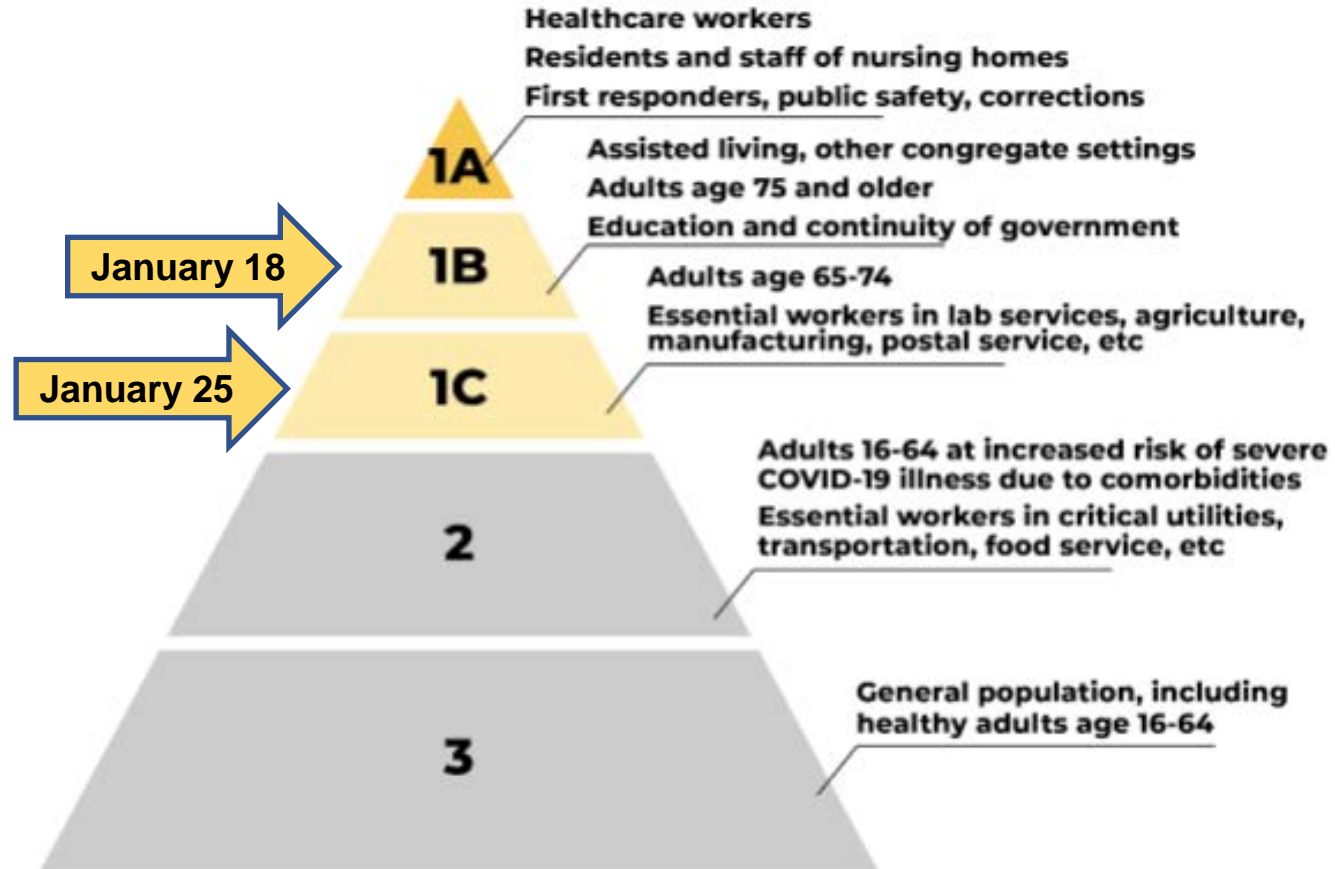 Healthcare workers
Residents and staff of nursing homes
First responders, public safety, corrections
1A
Assisted living, other congregate settings
Adults age 75 and older
Education and continuity of government
January 18
1B
Adults age 65-74
Essential workers in lab services, agriculture,
manufacturing, postal service, etc
January 25
1C
Adults 16-64 at increased risk of severe
COVID-19 illness due to comorbidities
Essential workers in critical utilities,
transportation, food service, etc
2
General population, including
healthy adults age 16-64
3